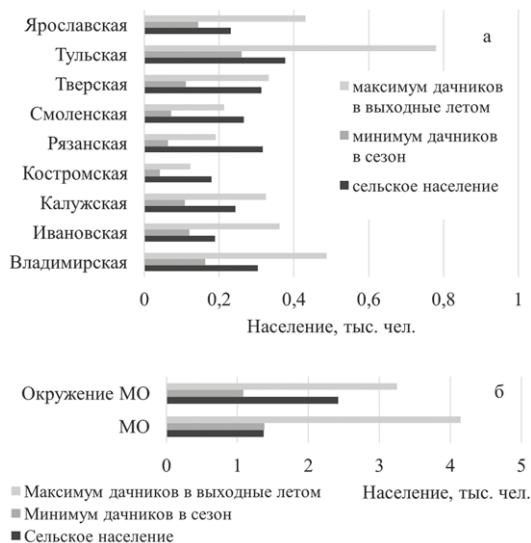 Ярославская
Тульская
Тверская
Смоленская
Рязанская
Костромская
Калужская
Ивановская
Владимирская
а
максимум дачников
в выходные летом
минимум дачников
в сезон
сельское население
0 0,2 0,4 0,6 0,8 1
Население, тыс. чел.
б
Окружение МО
МО
0 1 2 3 4 5
Максимум дачников в выходные летом
Население, тыс. чел.
Минимум дачников в сезон
Сельское население